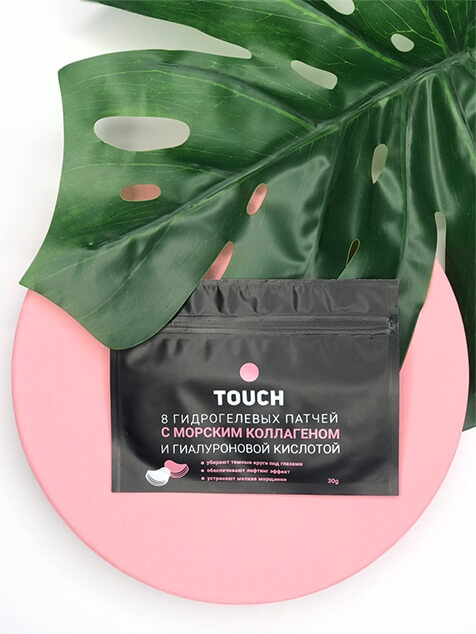 TOUCH
8 ГИДРОГЕЛЕВЫХ ПАТЧЕЙ
С МОРСКИМ КОЛЛАГЕНОМ
И ГИАЛУРОНОВОЙ КИСЛОТОЙ
убирают темные круги под глазами
обеспечивают лифтинг эффект
устраняют мелкие морщинки
30g